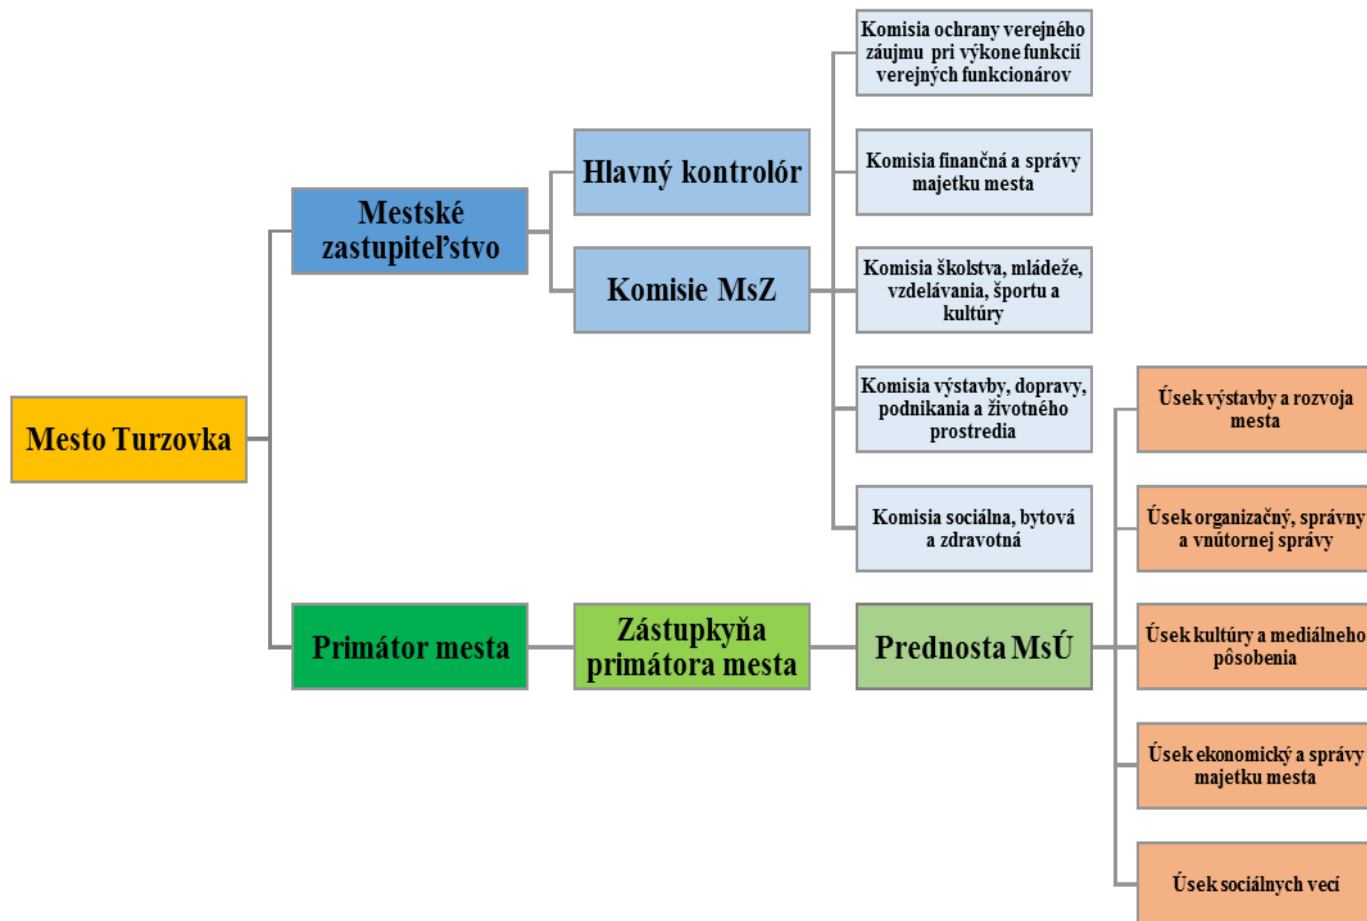 Mesto Turzovka
Mestské
zastupiteľstvo
Hlavný kontrolór
Komisie MsZ
Komisia ochrany verejného
záujmu pri výkone funkcií
verejných funkcionárov
Komisia finančná a správy
majetku mesta
Komisia školstva, mládeže,
vzdelávania, športu a
kultúry
Komisia výstavby, dopravy,
podnikania a životného
prostredia
Komisia sociálna, bytová
a zdravotná
Primátor mesta
Zástupkyňa
primátora mesta
Prednosta MsÚ
Úsek výstavby a rozvoja
mesta
Úsek organizačný, správny
a vnútornej správy
Úsek kultúry a mediálneho
pôsobenia
Úsek ekonomický a správy
majetku mesta
Úsek sociálnych vecí